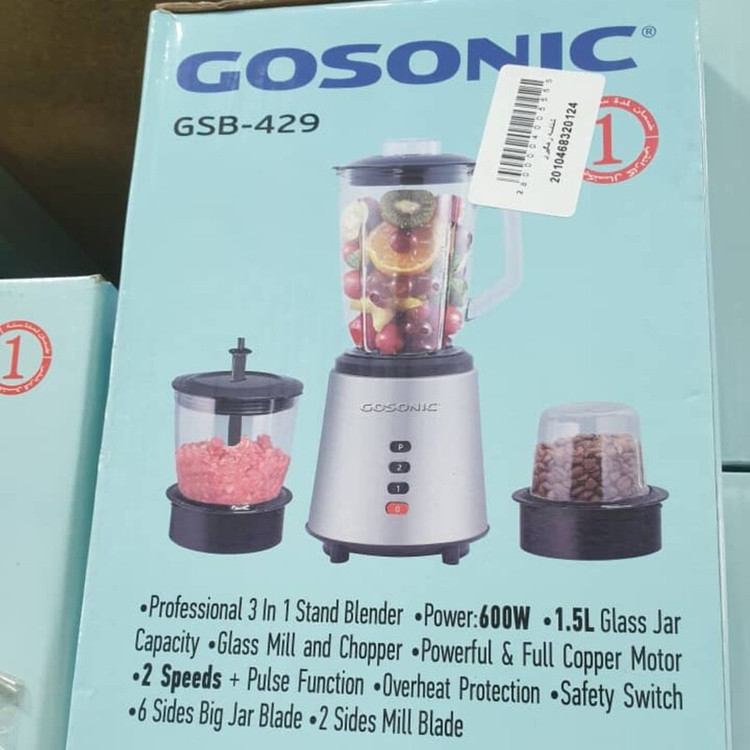 GOSONIC®
GSB-429
2010468320124
1
1
GOSONIC
P
2
1
0
•Professional 3 In 1 Stand Blender •Power:600W •1.5L Glass Jar
Capacity •Glass Mill and Chopper •Powerful & Full Copper Motor
•2 Speeds + Pulse Function •Overheat Protection •Safety Switch
•6 Sides Big Jar Blade •2 Sides Mill Blade